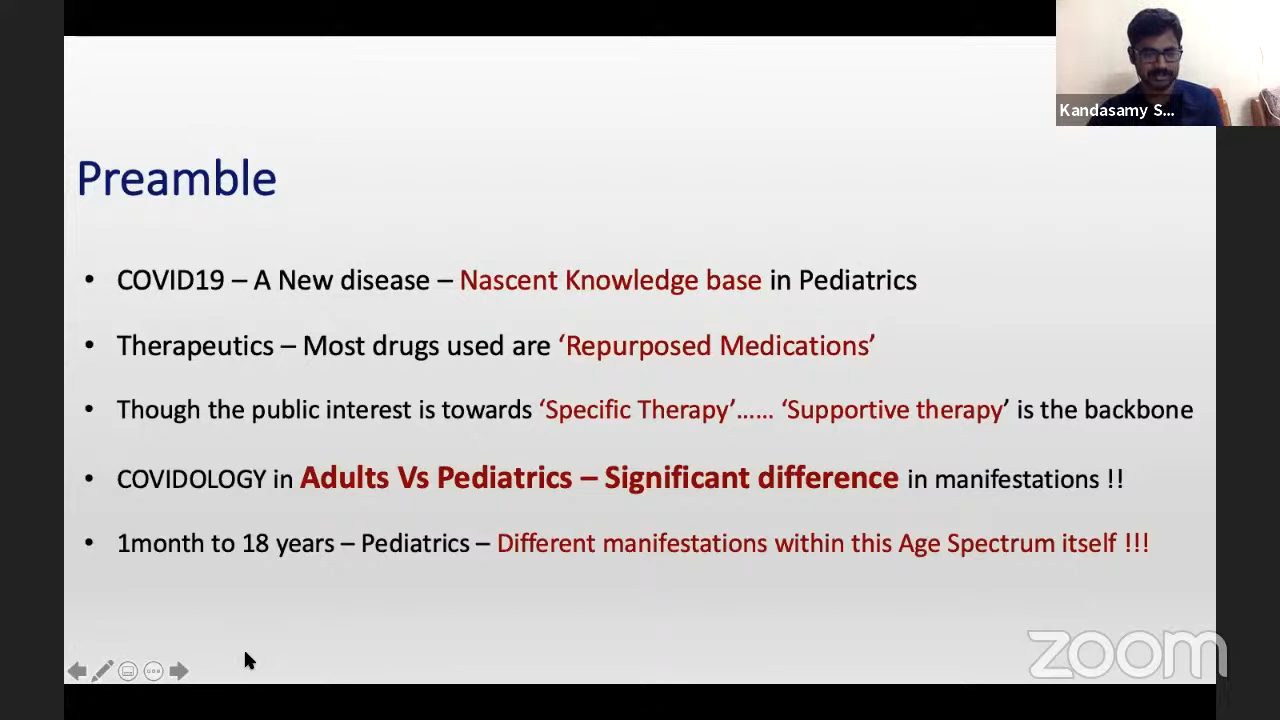 Kandasamy S...
Preamble
• COVID19 – A New disease – Nascent Knowledge base in Pediatrics
• Therapeutics – Most drugs used are ‘Repurposed Medications’
• Though the public interest is towards ‘Specific Therapy’...... ‘Supportive therapy’ is the backbone
• COVIDOLOGY in Adults Vs Pediatrics – Significant difference in manifestations !!
• 1month to 18 years – Pediatrics – Different manifestations within this Age Spectrum itself !!!
zoom